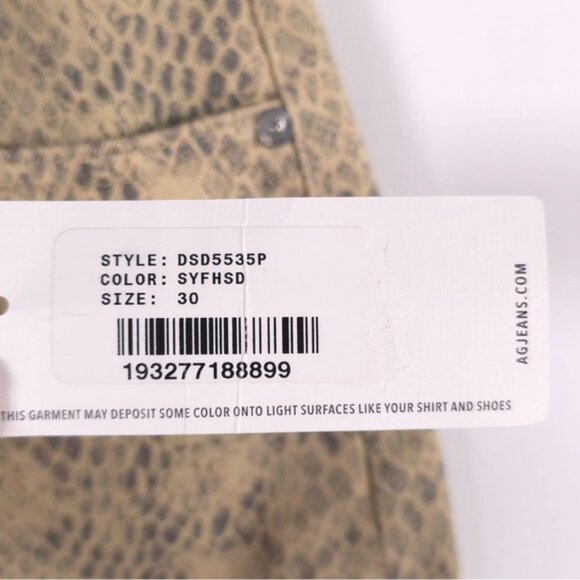 STYLE: DSD5535P
COLOR: SYFHSD
SIZE: 30
193277188899
AGJEANS.COM
THIS GARMENT MAY DEPOSIT SOME COLOR ONTO LIGHT SURFACES LIKE YOUR SHIRT AND SHOES